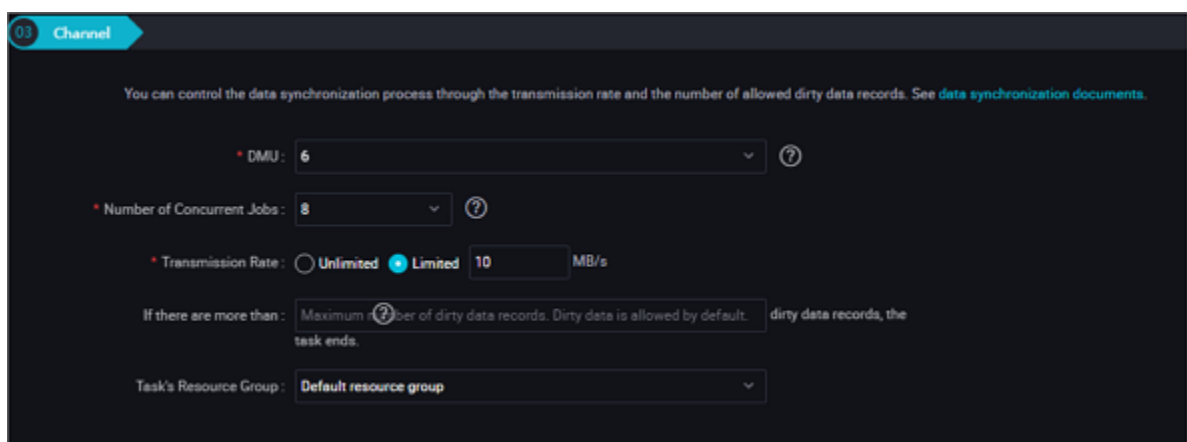 03 Channel
You can control the data synchronization process through the transmission rate and the number of allowed dirty data records. See data synchronization documents.
* DMU : 6 ?
* Number of Concurrent Jobs : 8 ?
* Transmission Rate : Unlimited Limited 10 MB/s
If there are more than : Maximum n ? ber of dirty data records. Dirty data is allowed by default. dirty data records, the
task ends.
Task's Resource Group : Default resource group